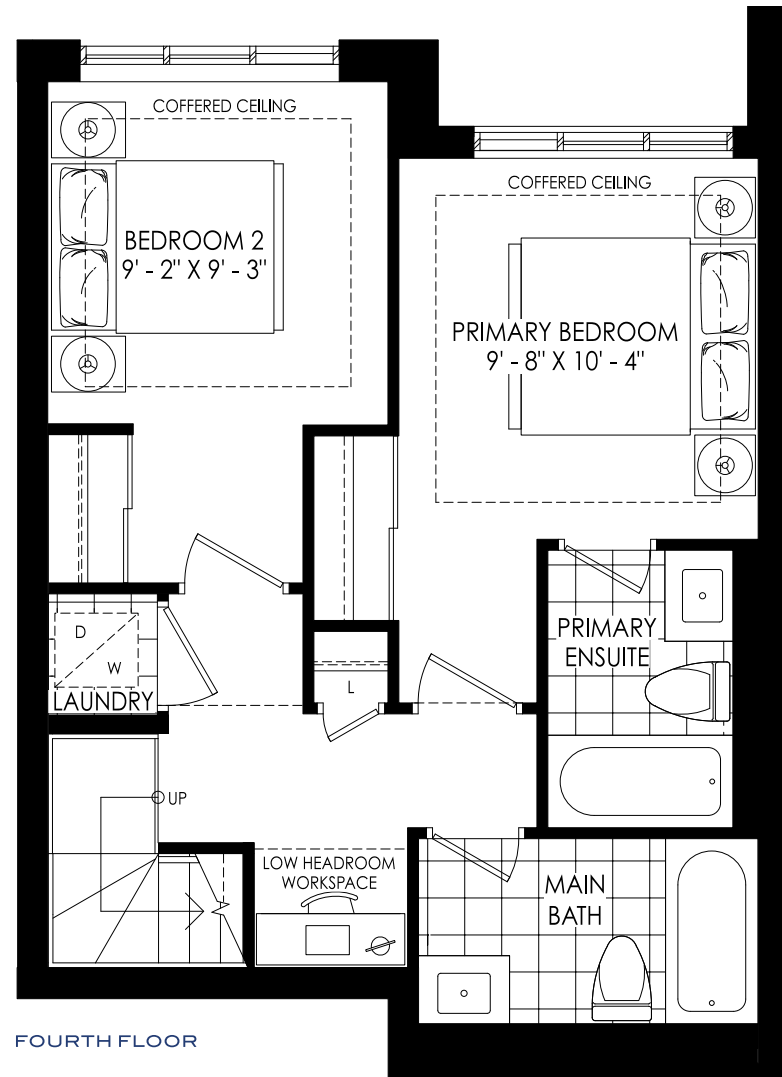 COFFERED CEILING
BEDROOM 2
9' - 2" X 9' - 3"
COFFERED CEILING
PRIMARY BEDROOM
9' - 8" X 10' - 4"
D
W
LAUNDRY
L
PRIMARY
ENSUITE
UP
LOW HEADROOM
WORKSPACE
MAIN
BATH
FOURTH FLOOR